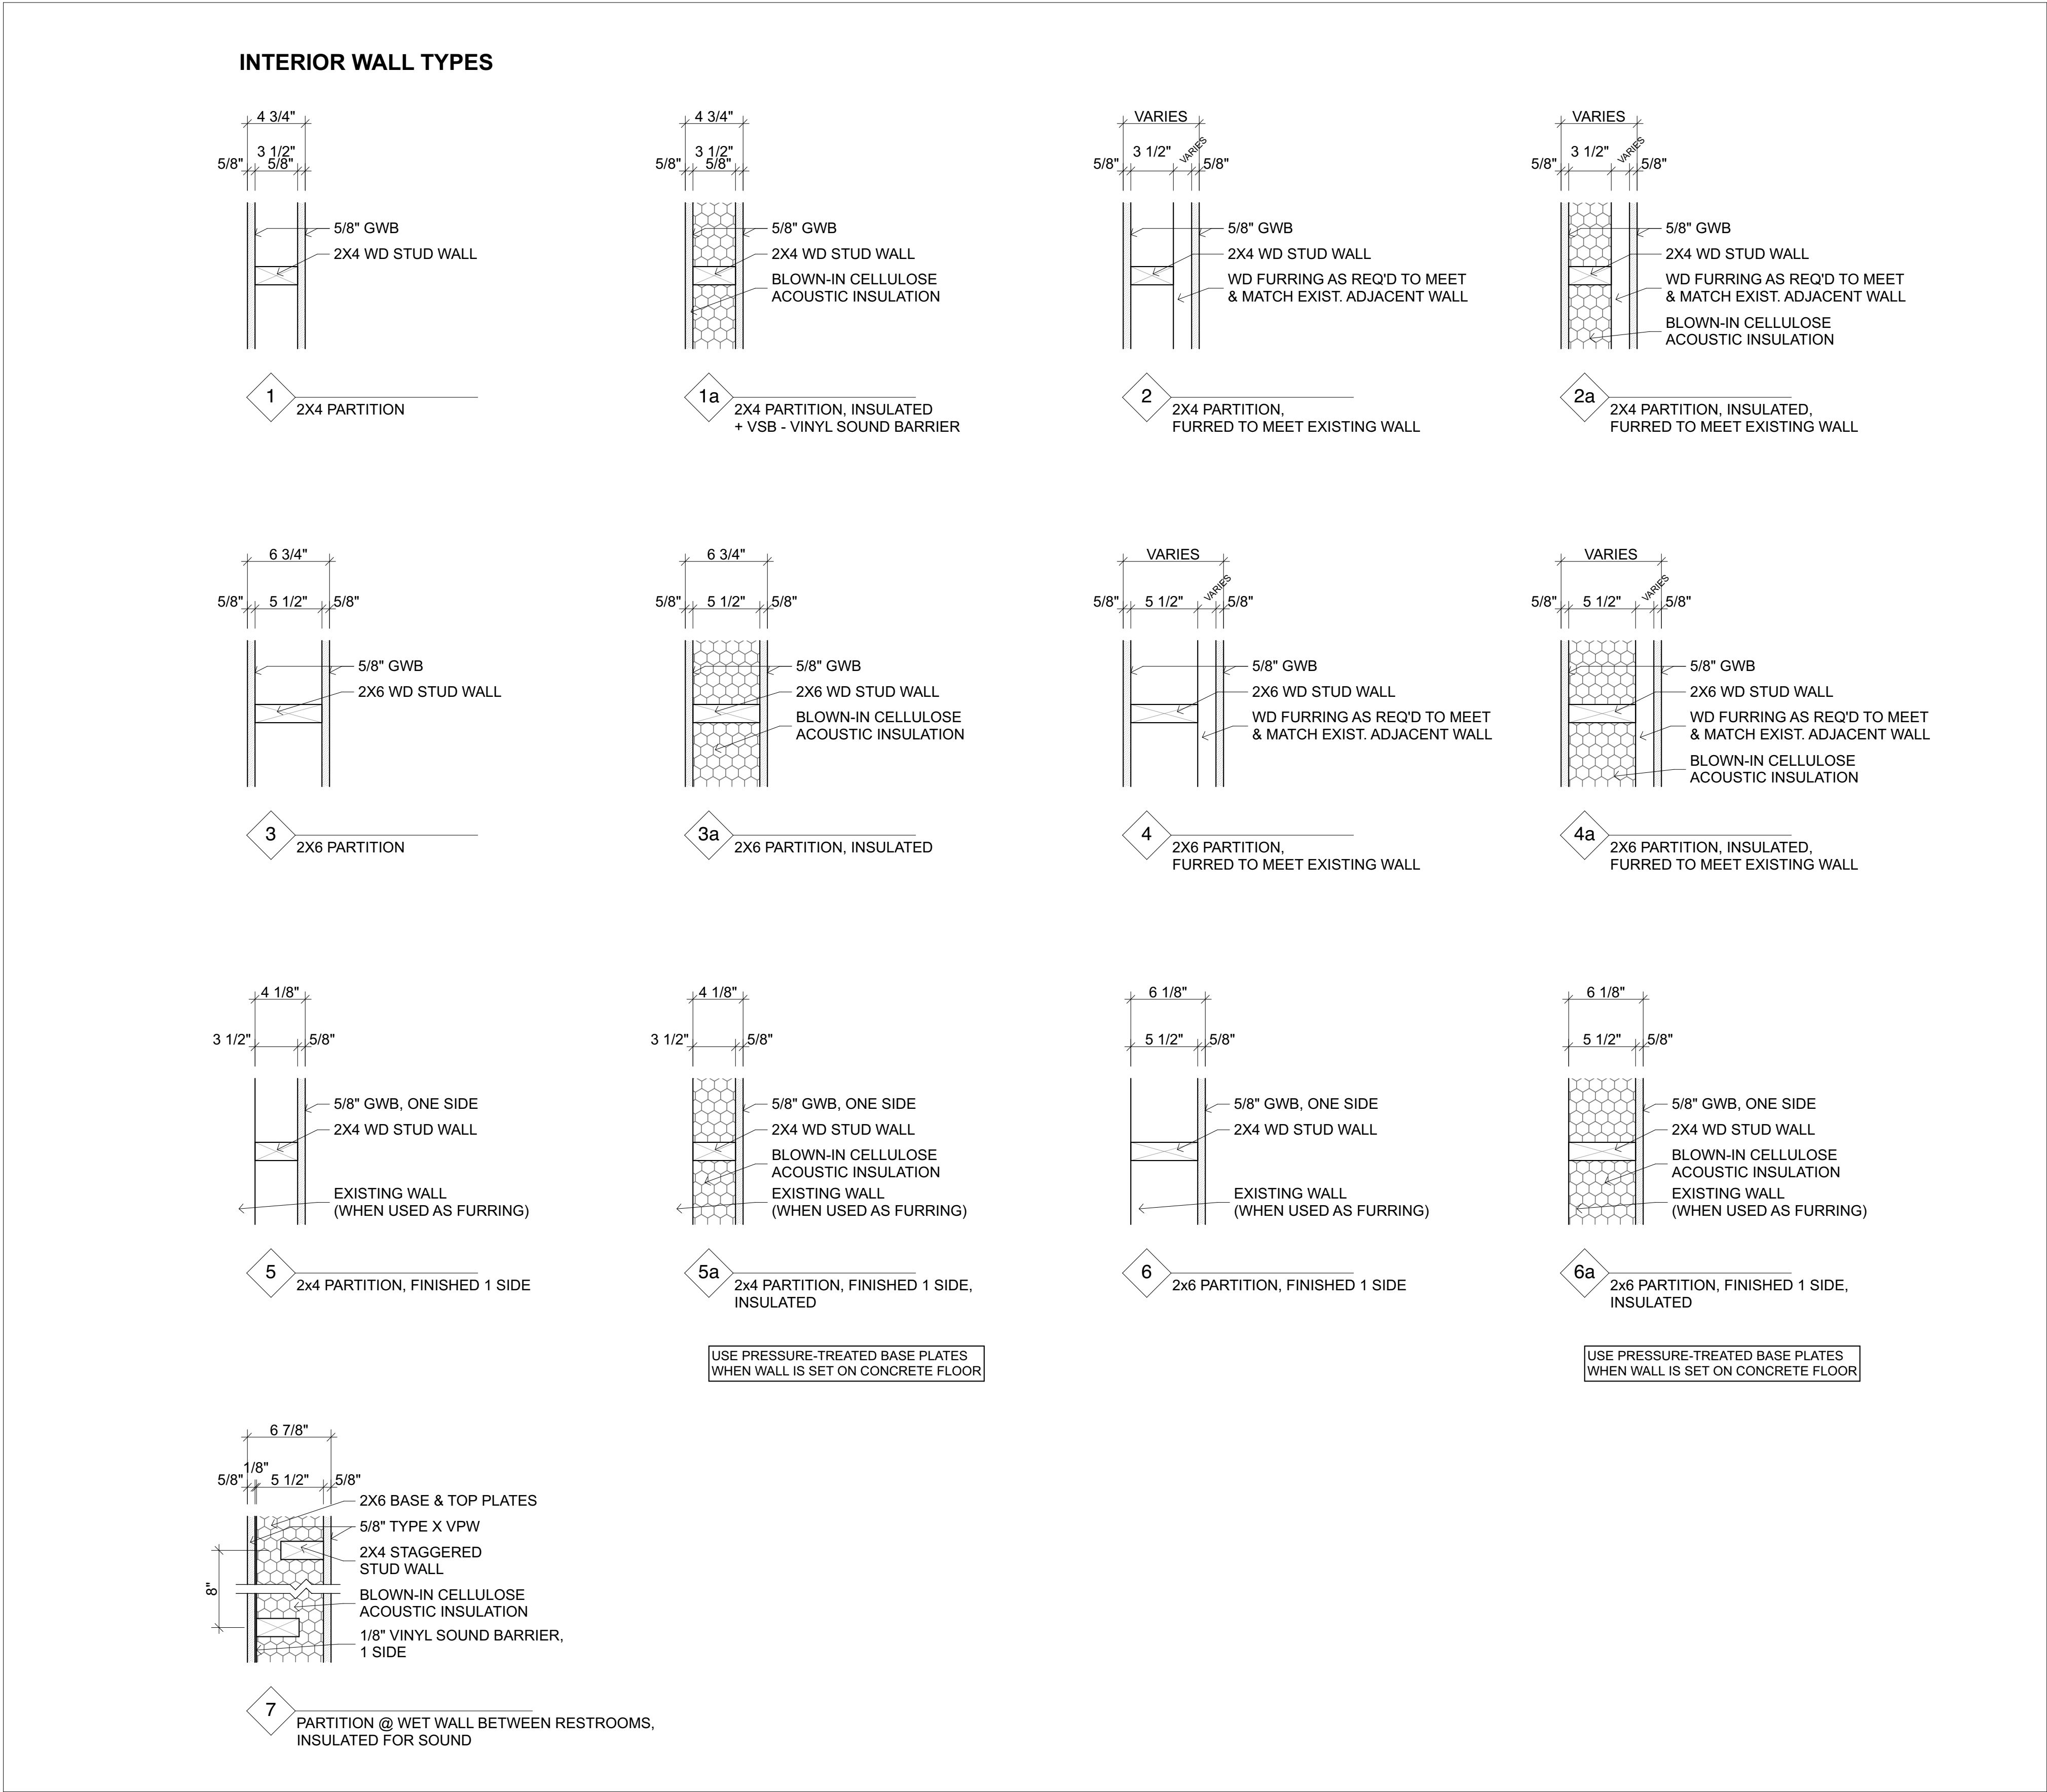 INTERIOR WALL TYPES
4 3/4"
3 1/2"
5/8" 5/8"
5/8" GWB
2X4 WD STUD WALL
1
2X4 PARTITION
4 3/4"
3 1/2"
5/8" 5/8"
5/8" GWB
2X4 WD STUD WALL
BLOWN-IN CELLULOSE
ACOUSTIC INSULATION
1a
2X4 PARTITION, INSULATED
+ VSB - VINYL SOUND BARRIER
VARIES
5/8" 3 1/2" VARIES 5/8"
5/8" GWB
2X4 WD STUD WALL
WD FURRING AS REQ'D TO MEET
& MATCH EXIST. ADJACENT WALL
2
2X4 PARTITION,
FURRED TO MEET EXISTING WALL
VARIES
5/8" 3 1/2" VARIES 5/8"
5/8" GWB
2X4 WD STUD WALL
WD FURRING AS REQ'D TO MEET
& MATCH EXIST. ADJACENT WALL
BLOWN-IN CELLULOSE
ACOUSTIC INSULATION
2a
2X4 PARTITION, INSULATED,
FURRED TO MEET EXISTING WALL
6 3/4"
5/8" 5 1/2" 5/8"
5/8" GWB
2X6 WD STUD WALL
3
2X6 PARTITION
6 3/4"
5/8" 5 1/2" 5/8"
5/8" GWB
2X6 WD STUD WALL
BLOWN-IN CELLULOSE
ACOUSTIC INSULATION
3a
2X6 PARTITION, INSULATED
VARIES
5/8" 5 1/2" VARIES 5/8"
5/8" GWB
2X6 WD STUD WALL
WD FURRING AS REQ'D TO MEET
& MATCH EXIST. ADJACENT WALL
4
2X6 PARTITION,
FURRED TO MEET EXISTING WALL
VARIES
5/8" 5 1/2" VARIES 5/8"
5/8" GWB
2X6 WD STUD WALL
WD FURRING AS REQ'D TO MEET
& MATCH EXIST. ADJACENT WALL
BLOWN-IN CELLULOSE
ACOUSTIC INSULATION
4a
2X6 PARTITION, INSULATED,
FURRED TO MEET EXISTING WALL
4 1/8"
3 1/2" 5/8"
5/8" GWB, ONE SIDE
2X4 WD STUD WALL
EXISTING WALL
(WHEN USED AS FURRING)
5
2x4 PARTITION, FINISHED 1 SIDE
4 1/8"
3 1/2" 5/8"
5/8" GWB, ONE SIDE
2X4 WD STUD WALL
BLOWN-IN CELLULOSE
ACOUSTIC INSULATION
EXISTING WALL
(WHEN USED AS FURRING)
5a
2x4 PARTITION, FINISHED 1 SIDE,
INSULATED
USE PRESSURE-TREATED BASE PLATES
WHEN WALL IS SET ON CONCRETE FLOOR
6 1/8"
5 1/2" 5/8"
5/8" GWB, ONE SIDE
2X4 WD STUD WALL
EXISTING WALL
(WHEN USED AS FURRING)
6
2x6 PARTITION, FINISHED 1 SIDE
6 1/8"
5 1/2" 5/8"
5/8" GWB, ONE SIDE
2X4 WD STUD WALL
BLOWN-IN CELLULOSE
ACOUSTIC INSULATION
EXISTING WALL
(WHEN USED AS FURRING)
6a
2x6 PARTITION, FINISHED 1 SIDE,
INSULATED
USE PRESSURE-TREATED BASE PLATES
WHEN WALL IS SET ON CONCRETE FLOOR
6 7/8"
1/8"
5/8" 5 1/2" 5/8"
2X6 BASE & TOP PLATES
5/8" TYPE X VPW
2X4 STAGGERED
STUD WALL
8"
BLOWN-IN CELLULOSE
ACOUSTIC INSULATION
1/8" VINYL SOUND BARRIER,
1 SIDE
7
PARTITION @ WET WALL BETWEEN RESTROOMS,
INSULATED FOR SOUND